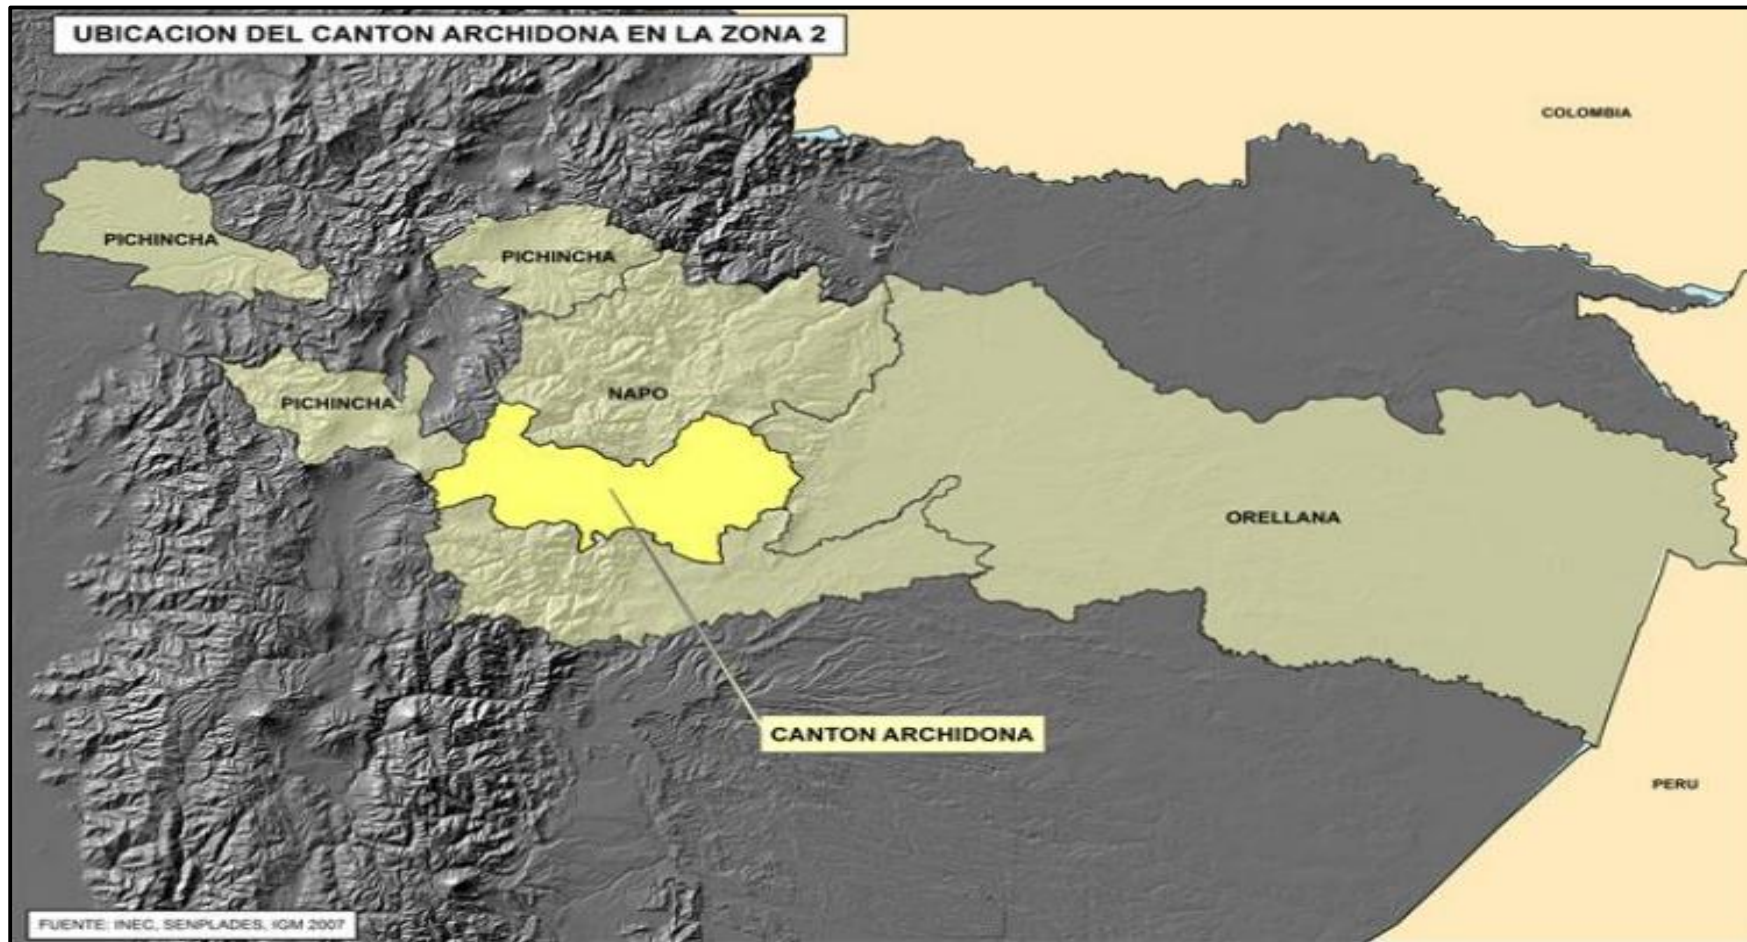 UBICACION DEL CANTON ARCHIDONA EN LA ZONA 2
COLOMBIA
PICHINCHA
PICHINCHA
NAPO
PICHINCHA
ORELLANA
CANTON ARCHIDONA
PERU
FUENTE: INEC, SENPLADES, IGM 2007